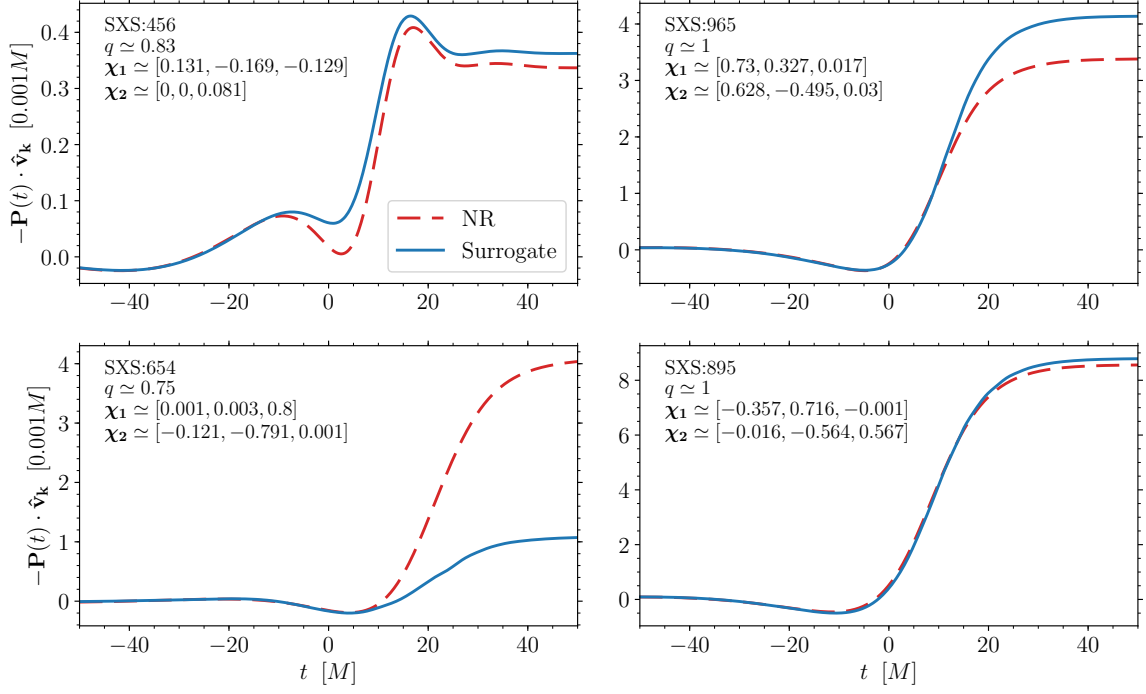 SXS:456
q ≃ 0.83
χ₁ ≃ [0.131, −0.169, −0.129]
χ₂ ≃ [0, 0, 0.081]
NR
Surrogate
0.4
0.3
0.2
0.1
0.0
−P(t) · v̂ₖ [0.001M]
−40 −20 0 20 40
SXS:965
q ≃ 1
χ₁ ≃ [0.73, 0.327, 0.017]
χ₂ ≃ [0.628, −0.495, 0.03]
4
3
2
1
0
−40 −20 0 20 40
SXS:654
q ≃ 0.75
χ₁ ≃ [0.001, 0.003, 0.8]
χ₂ ≃ [−0.121, −0.791, 0.001]
4
3
2
1
0
−P(t) · v̂ₖ [0.001M]
−40 −20 0 20 40
t [M]
SXS:895
q ≃ 1
χ₁ ≃ [−0.357, 0.716, −0.001]
χ₂ ≃ [−0.016, −0.564, 0.567]
8
6
4
2
0
−40 −20 0 20 40
t [M]